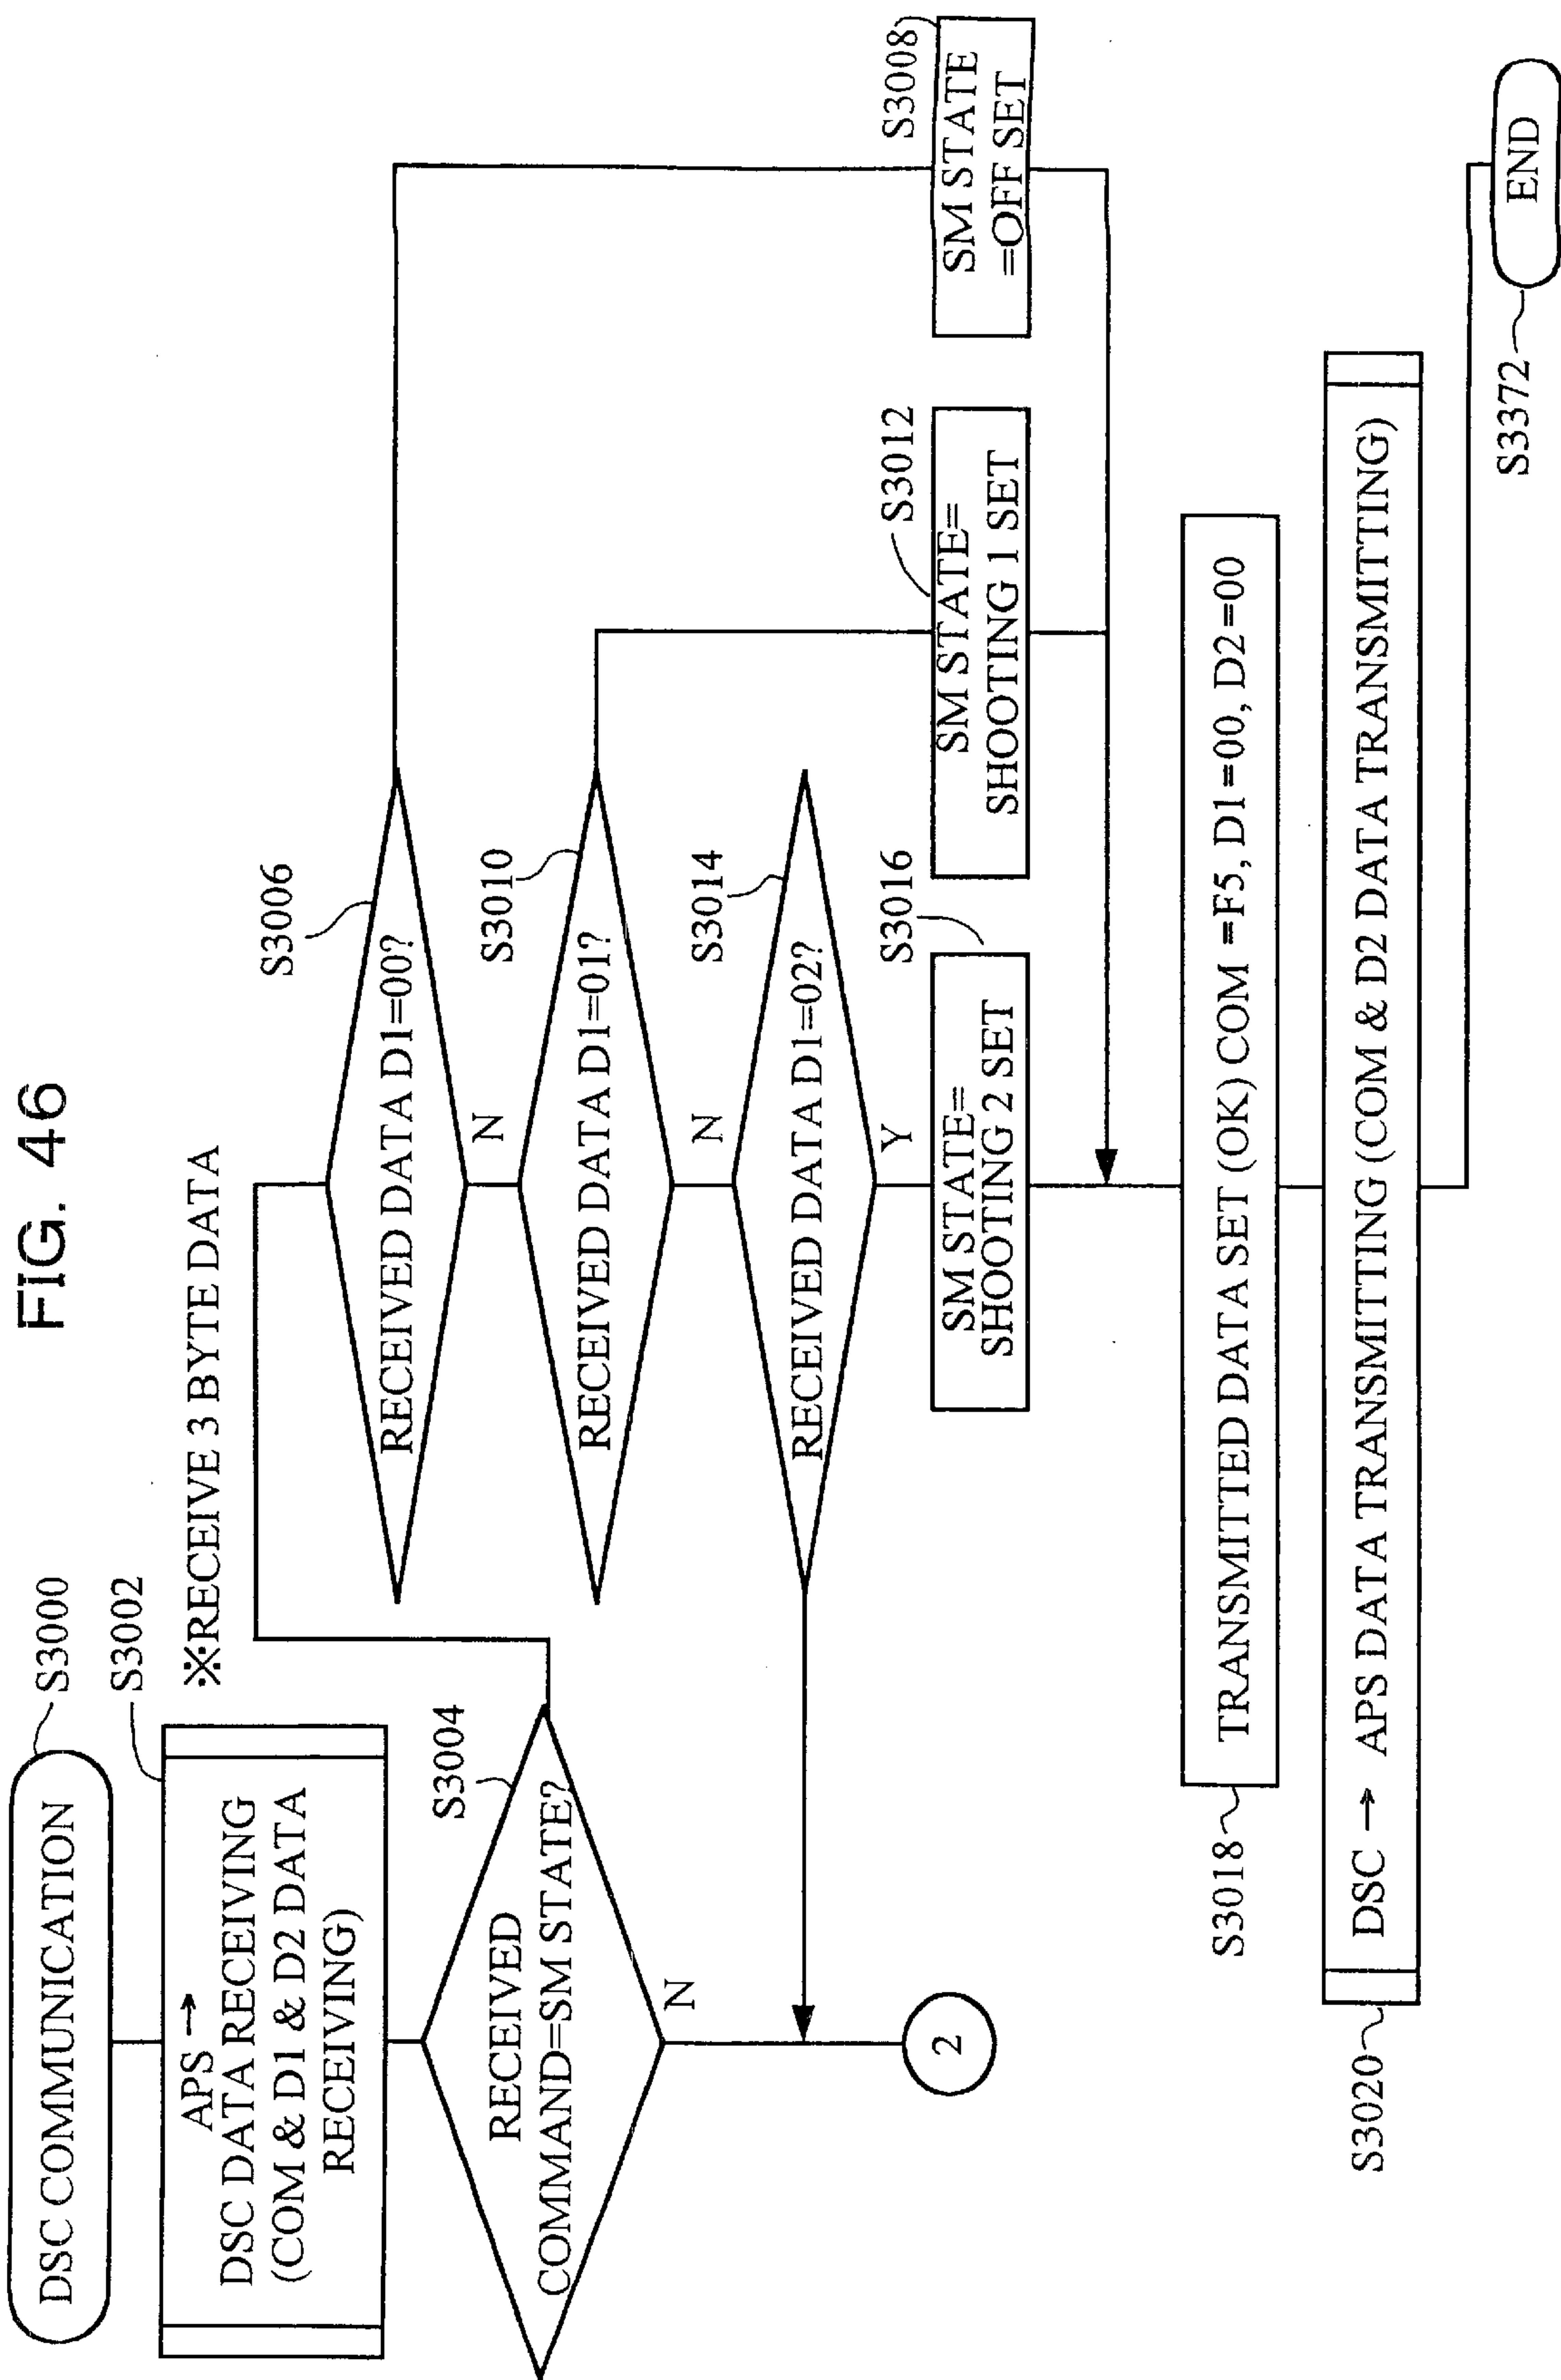 FIG. 46
DSC COMMUNICATION
S3000
S3002
APS →
DSC DATA RECEIVING
(COM & D1 & D2 DATA
RECEIVING)
※RECEIVE 3 BYTE DATA
S3004
RECEIVED
COMMAND=SM STATE?
N
2
S3006
RECEIVED DATA D1=00?
N
S3010
RECEIVED DATA D1=01?
N
S3014
RECEIVED DATA D1=02?
Y
S3016
SM STATE=
SHOOTING 2 SET
S3012
SM STATE=
SHOOTING 1 SET
S3008
SM STATE
=OFF SET
S3018
TRANSMITTED DATA SET (OK) COM =F5, D1=00, D2=00
S3020
DSC → APS DATA TRANSMITTING (COM & D2 DATA TRANSMITTING)
S3372
END